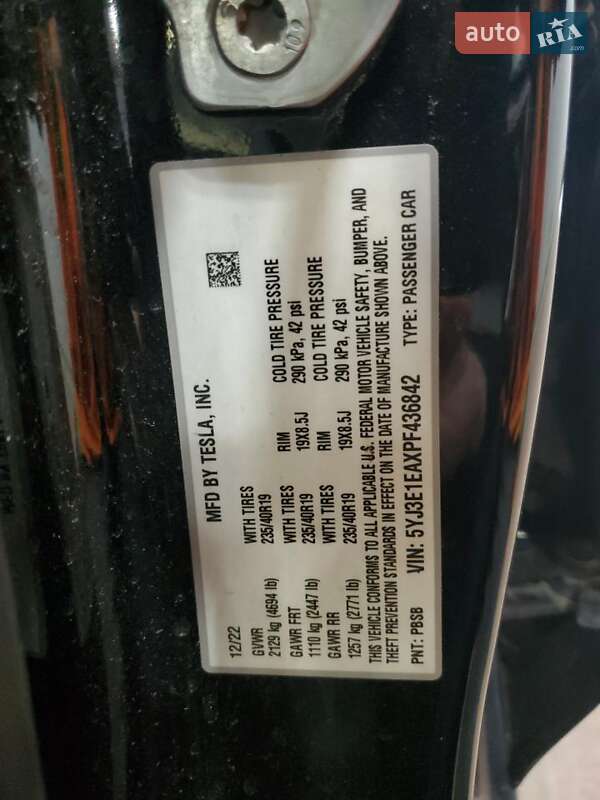 auto RIA.com
MFD BY TESLA, INC.
12/22
GVWR WITH TIRES RIM COLD TIRE PRESSURE
2129 kg (4694 lb) 235/40R19 19X8.5J 290 kPa, 42 psi
GAWR FRT WITH TIRES RIM COLD TIRE PRESSURE
1110 kg (2447 lb) 235/40R19 19X8.5J 290 kPa, 42 psi
GAWR RR WITH TIRES
1257 kg (2771 lb) 235/40R19
THIS VEHICLE CONFORMS TO ALL APPLICABLE U.S. FEDERAL MOTOR VEHICLE SAFETY, BUMPER, AND
THEFT PREVENTION STANDARDS IN EFFECT ON THE DATE OF MANUFACTURE SHOWN ABOVE.
PNT: PBSB VIN: 5YJ3E1EAXPF436842 TYPE: PASSENGER CAR